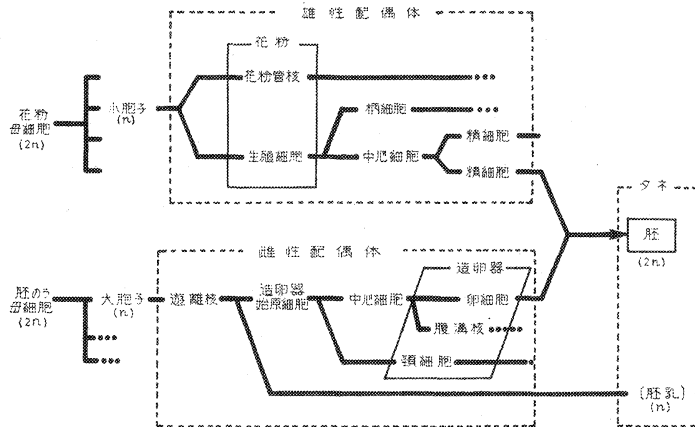 雄性配偶体
花粉
花粉管核
花粉
母細胞
(2n)
小胞子
(n)
柄細胞
生殖細胞
中心細胞
精細胞
精細胞
タネ
胚
(2n)
雌性配偶体
造卵器
胚のう
母細胞
(2n)
大胞子
(n)
遊離核
造卵器
始原細胞
中心細胞
卵細胞
腹溝核
頸細胞
〔胚乳〕
(n)